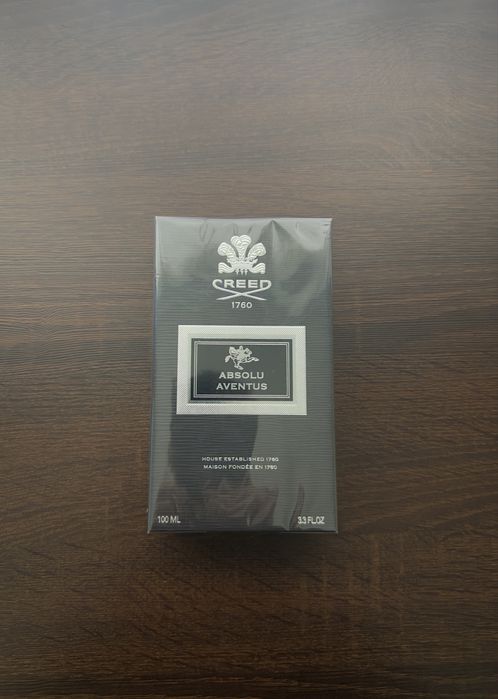 CREED
1760
ABSOLU
AVENTUS
HOUSE ESTABLISHED 1760
MAISON FONDÉE EN 1760
100 ML
3.3 FL.OZ